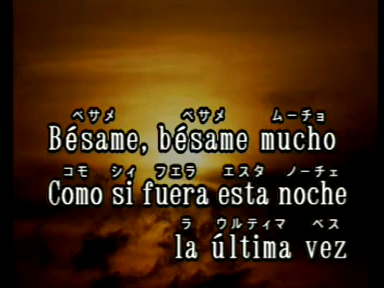 ベサメ ベサメ ムーチョ
Bésame, bésame mucho
コモ シィ フエラ エスタ ノーチェ
Como si fuera esta noche
ラ ウルティマ ベス
la última vez